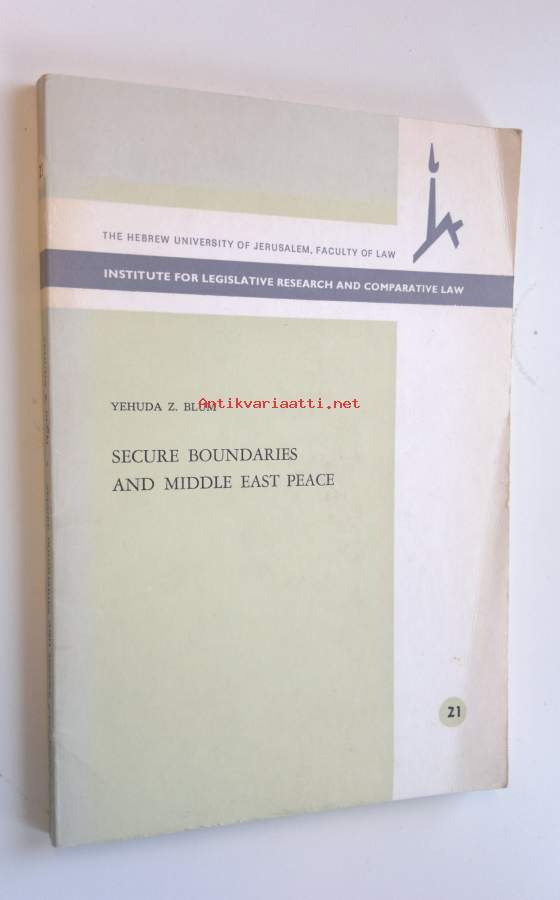 THE HEBREW UNIVERSITY OF JERUSALEM, FACULTY OF LAW
INSTITUTE FOR LEGISLATIVE RESEARCH AND COMPARATIVE LAW
YEHUDA Z. BLUM
Antikvariaatti.net
SECURE BOUNDARIES
AND MIDDLE EAST PEACE
21